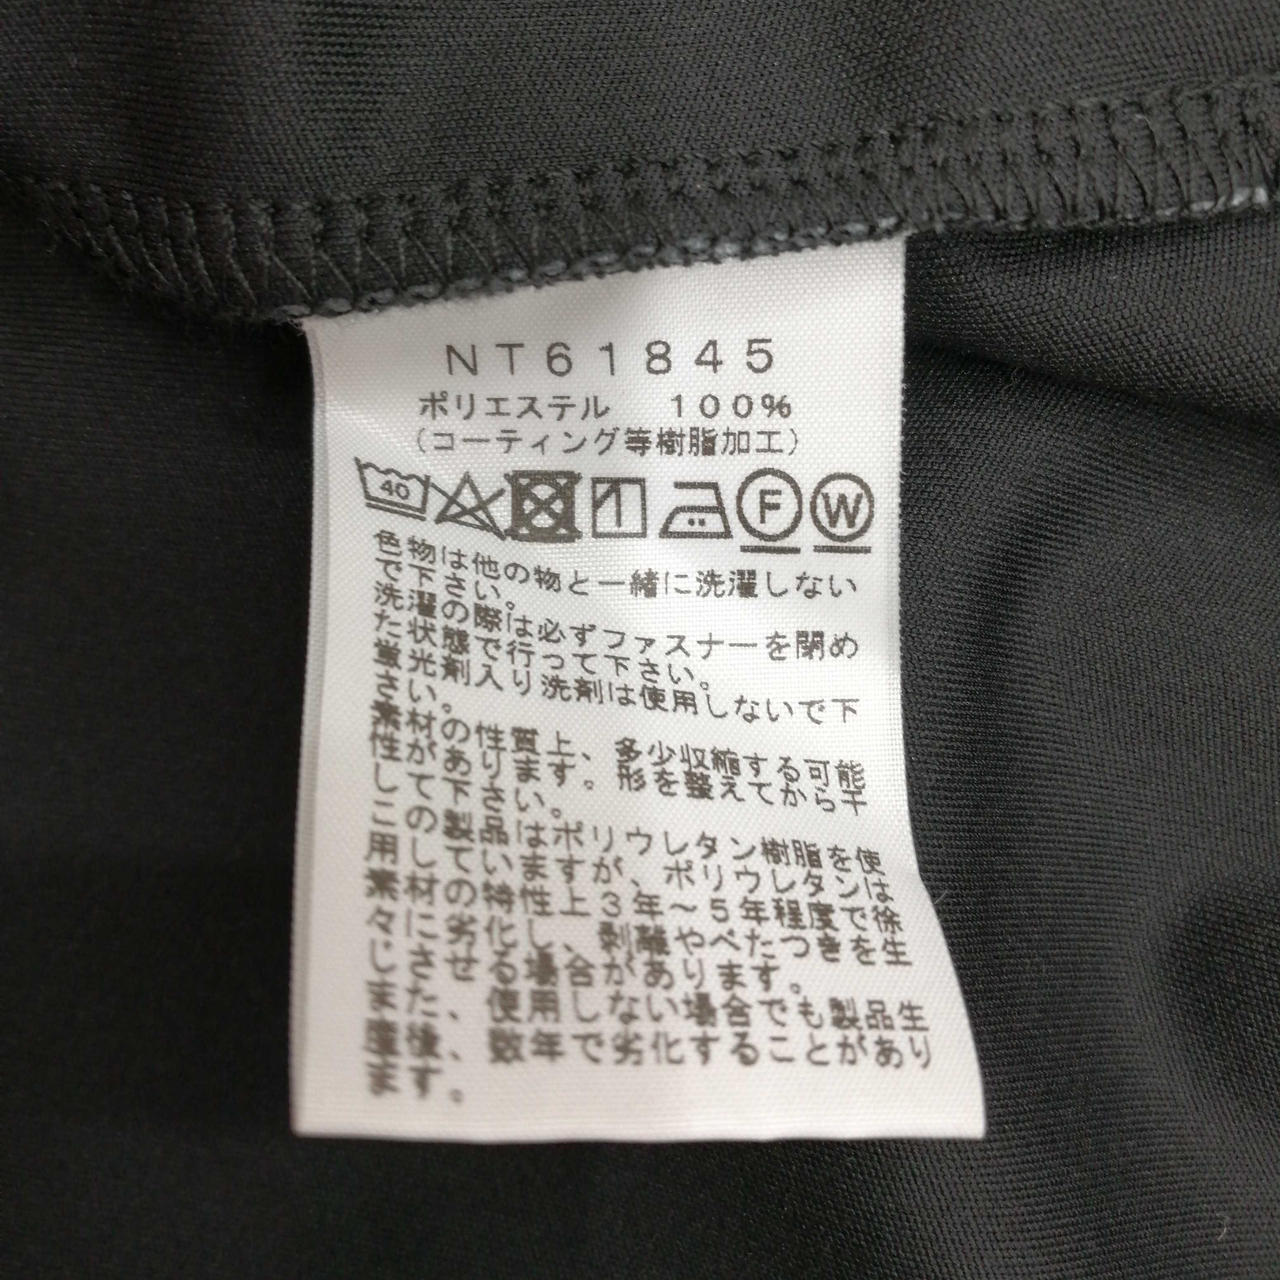 NT61845
ポリエステル 100%
(コーティング等樹脂加工)
40 F W
色物は他の物と一緒に洗濯しない
で下さい。
洗濯の際は必ずファスナーを閉め
た状態で行って下さい。
蛍光剤入り洗剤は使用しないで下
さい。
素材の性質上、多少収縮する可能
性があります。形を整えてから干
して下さい。
この製品はポリウレタン樹脂を使
用していますが、ポリウレタンは
素材の特性上3年～5年程度で徐
々に劣化し、剥離やべたつきを生
じさせる場合があります。
また、使用しない場合でも製品生
産後、数年で劣化することがあり
ます。